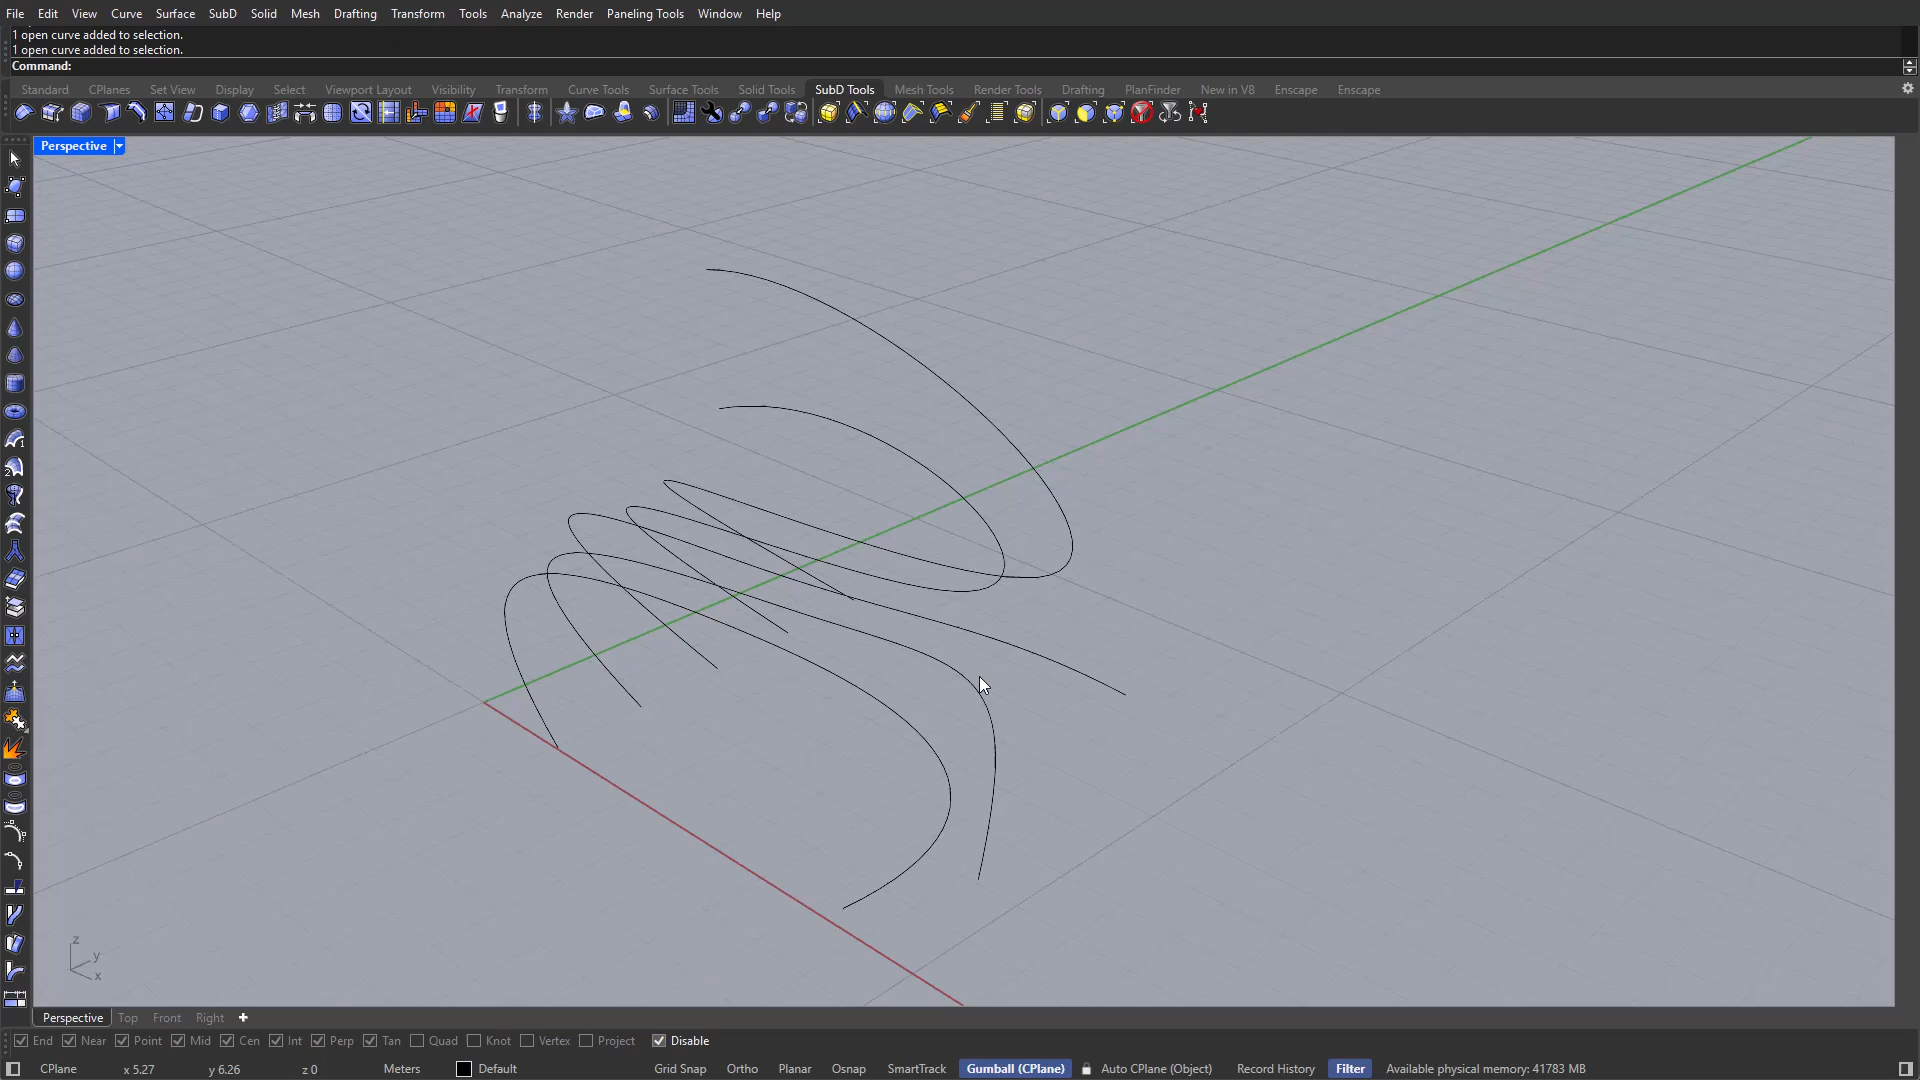 File Edit View Curve Surface SubD Solid Mesh Drafting Transform Tools Analyze Render Paneling Tools Window Help
1 open curve added to selection.
1 open curve added to selection.
Command:
Standard CPlanes Set View Display Select Viewport Layout Visibility Transform Curve Tools Surface Tools Solid Tools SubD Tools Mesh Tools Render Tools Drafting PlanFinder New in V8 Enscape Enscape
Perspective
z
y
x
Perspective Top Front Right
End Near Point Mid Cen Int Perp Tan Quad Knot Vertex Project Disable
CPlane x 5.27 y 6.26 z 0 Meters Default Grid Snap Ortho Planar Osnap SmartTrack Gumball (CPlane) Auto CPlane (Object) Record History Filter Available physical memory: 41783 MB